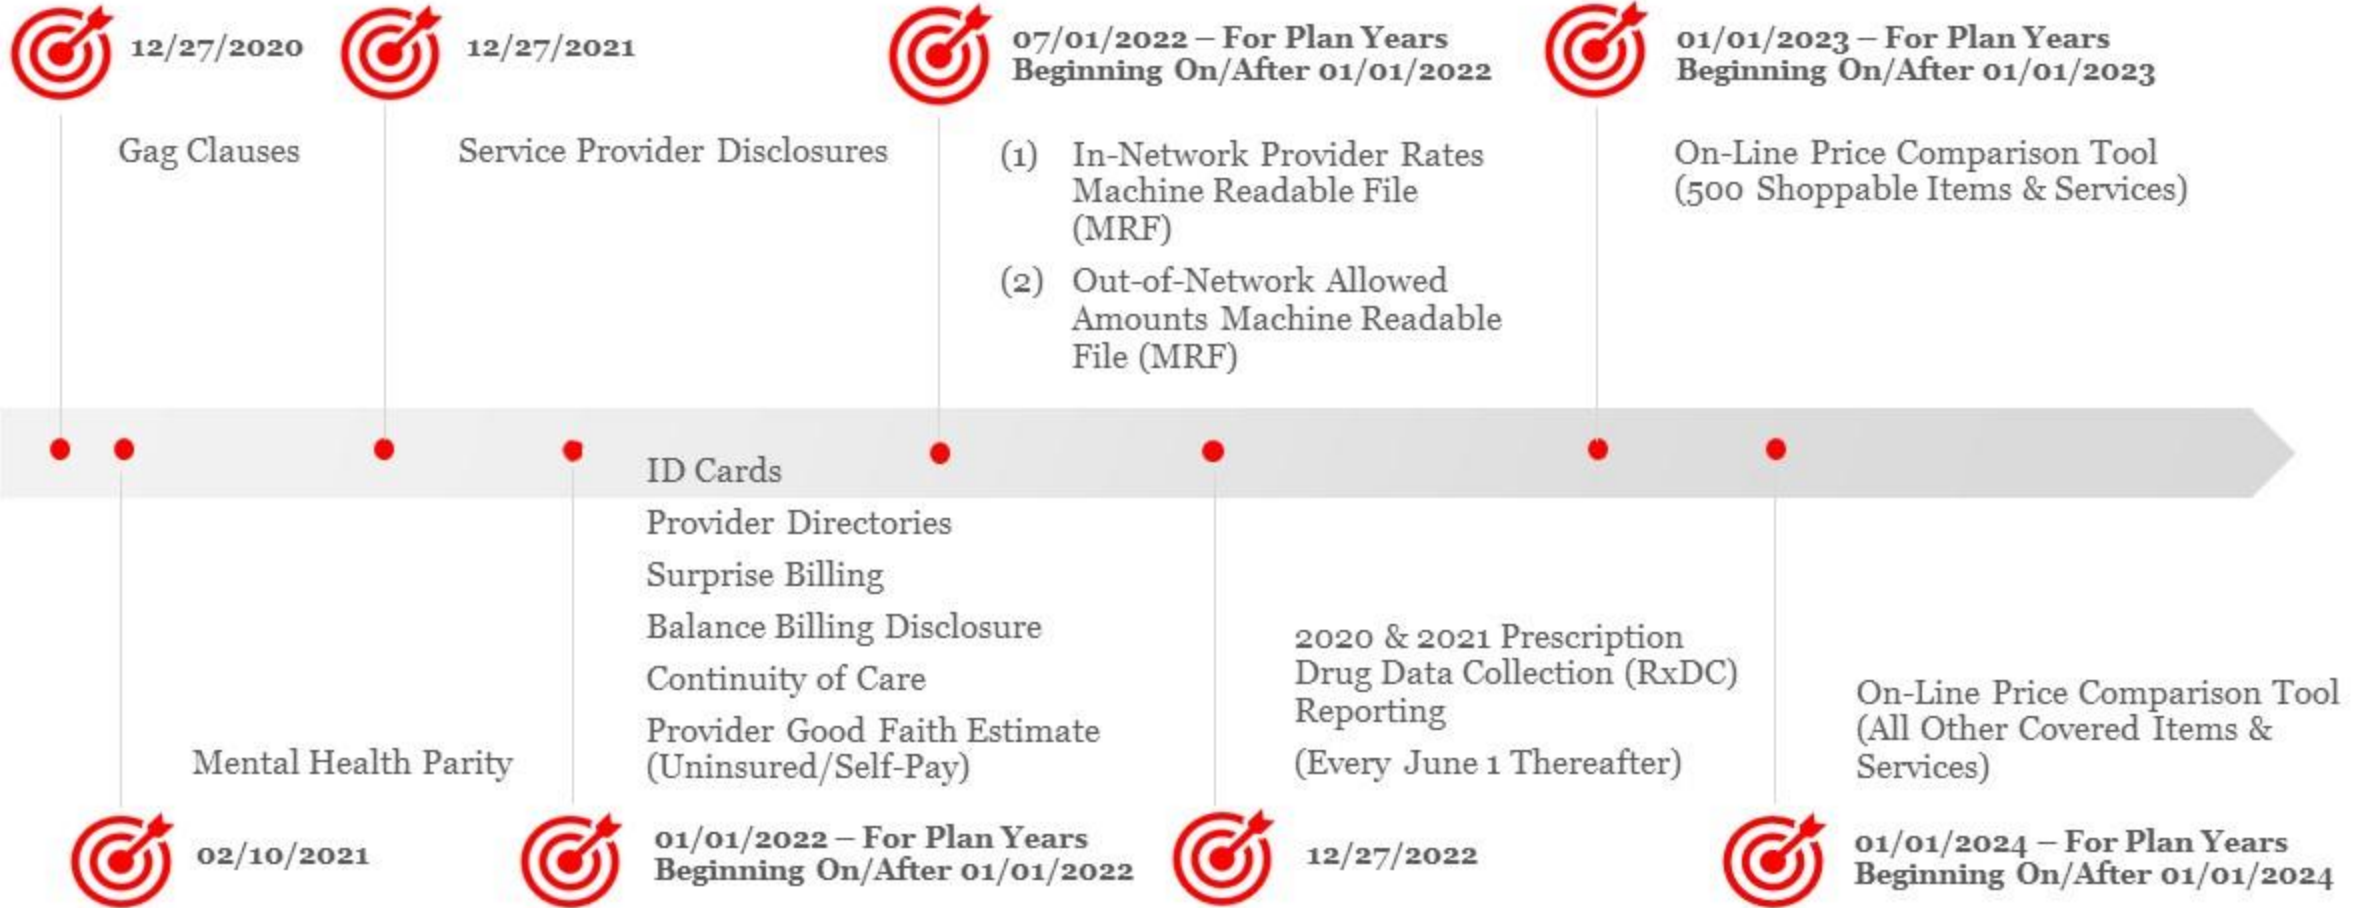 12/27/2020
Gag Clauses
12/27/2021
Service Provider Disclosures
07/01/2022 – For Plan Years
Beginning On/After 01/01/2022
(1) In-Network Provider Rates
Machine Readable File
(MRF)
(2) Out-of-Network Allowed
Amounts Machine Readable
File (MRF)
01/01/2023 – For Plan Years
Beginning On/After 01/01/2023
On-Line Price Comparison Tool
(500 Shoppable Items & Services)
Mental Health Parity
02/10/2021
ID Cards
Provider Directories
Surprise Billing
Balance Billing Disclosure
Continuity of Care
Provider Good Faith Estimate
(Uninsured/Self-Pay)
01/01/2022 – For Plan Years
Beginning On/After 01/01/2022
2020 & 2021 Prescription
Drug Data Collection (RxDC)
Reporting
(Every June 1 Thereafter)
12/27/2022
On-Line Price Comparison Tool
(All Other Covered Items &
Services)
01/01/2024 – For Plan Years
Beginning On/After 01/01/2024